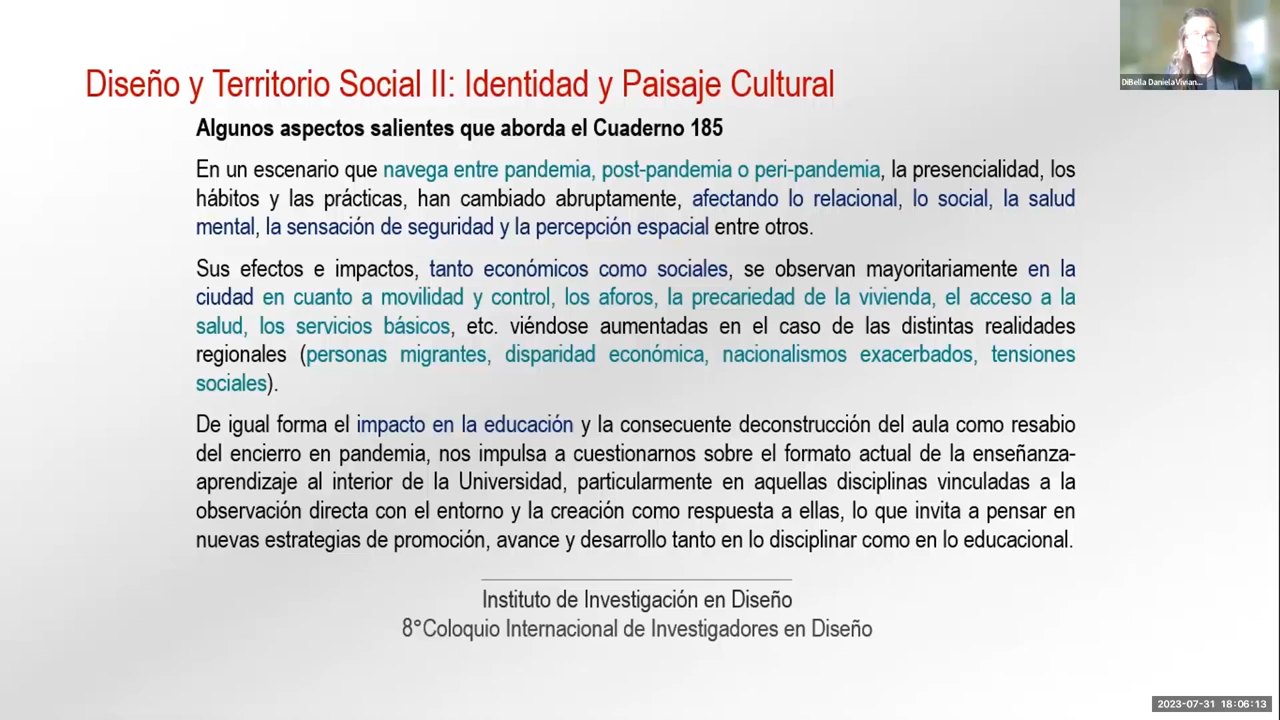 DiBella DanielaVivian...
Diseño y Territorio Social II: Identidad y Paisaje Cultural
Algunos aspectos salientes que aborda el Cuaderno 185
En un escenario que navega entre pandemia, post-pandemia o peri-pandemia, la presencialidad, los
hábitos y las prácticas, han cambiado abruptamente, afectando lo relacional, lo social, la salud
mental, la sensación de seguridad y la percepción espacial entre otros.
Sus efectos e impactos, tanto económicos como sociales, se observan mayoritariamente en la
ciudad en cuanto a movilidad y control, los aforos, la precariedad de la vivienda, el acceso a la
salud, los servicios básicos, etc. viéndose aumentadas en el caso de las distintas realidades
regionales (personas migrantes, disparidad económica, nacionalismos exacerbados, tensiones
sociales).
De igual forma el impacto en la educación y la consecuente deconstrucción del aula como resabio
del encierro en pandemia, nos impulsa a cuestionarnos sobre el formato actual de la enseñanza-
aprendizaje al interior de la Universidad, particularmente en aquellas disciplinas vinculadas a la
observación directa con el entorno y la creación como respuesta a ellas, lo que invita a pensar en
nuevas estrategias de promoción, avance y desarrollo tanto en lo disciplinar como en lo educacional.
Instituto de Investigación en Diseño
8°Coloquio Internacional de Investigadores en Diseño
2023-07-31 18:06:13